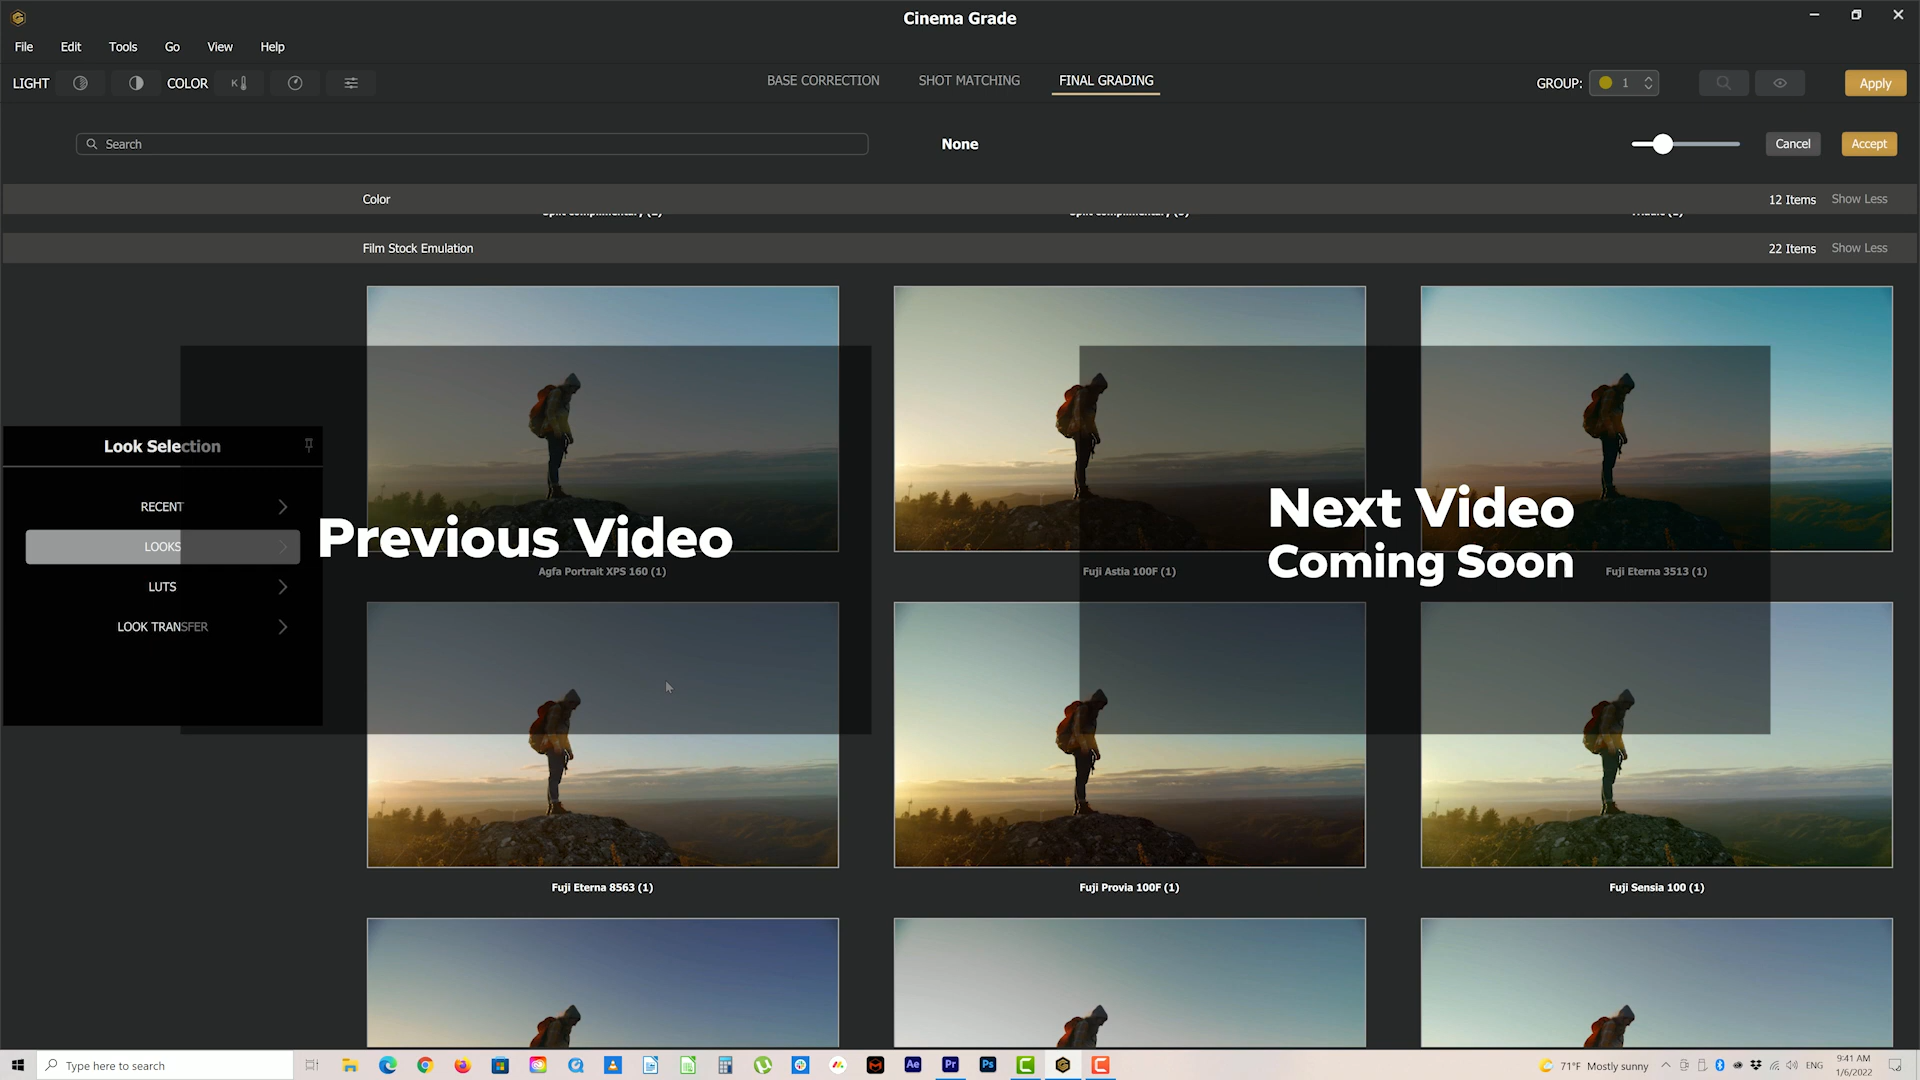 Cinema Grade
File Edit Tools Go View Help
LIGHT COLOR K BASE CORRECTION SHOT MATCHING FINAL GRADING GROUP: 1 Apply
Search None Cancel Accept
Color 12 Items Show Less
Film Stock Emulation 22 Items Show Less
Look Selection
RECENT
LOOKS
LUTS
LOOK TRANSFER
Previous Video
Next Video
Coming Soon
Agfa Portrait XPS 160 (1) Fuji Astia 100F (1) Fuji Eterna 3513 (1)
Fuji Eterna 8563 (1) Fuji Provia 100F (1) Fuji Sensia 100 (1)
Type here to search Ae Pr Ps 71°F Mostly sunny ENG 9:41 AM
1/6/2022